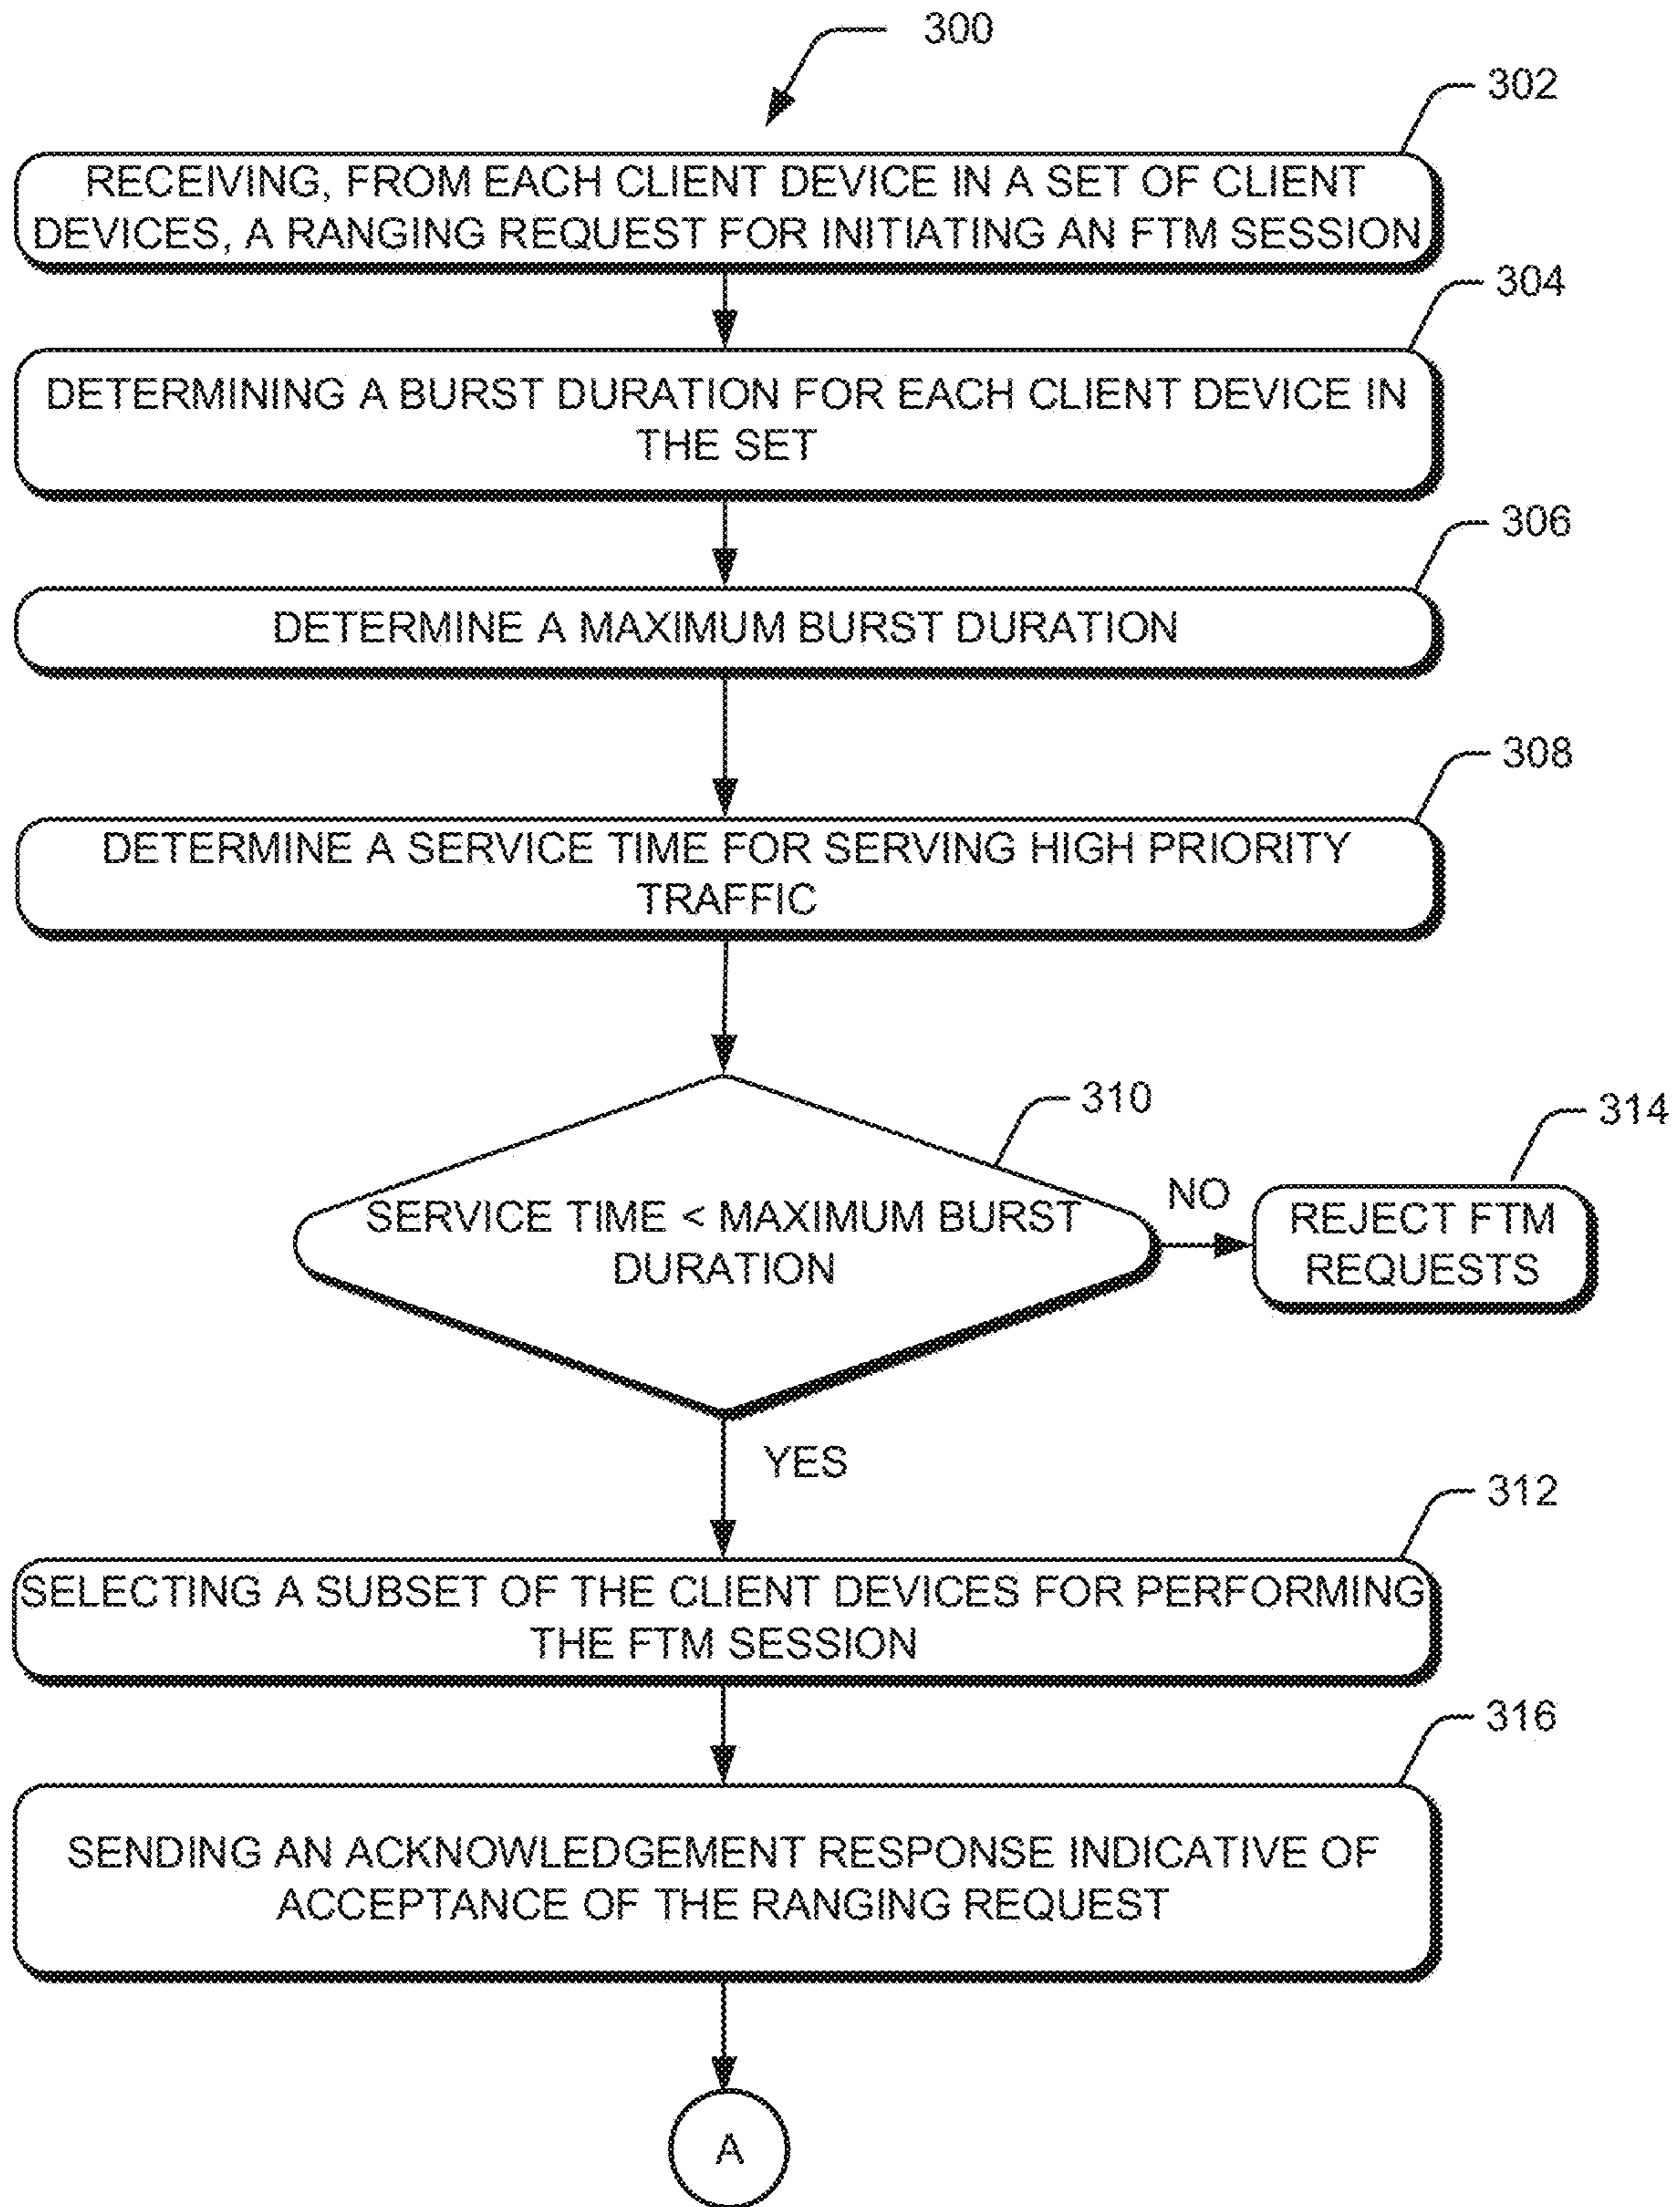 300
302
RECEIVING, FROM EACH CLIENT DEVICE IN A SET OF CLIENT
DEVICES, A RANGING REQUEST FOR INITIATING AN FTM SESSION
304
DETERMINING A BURST DURATION FOR EACH CLIENT DEVICE IN
THE SET
306
DETERMINE A MAXIMUM BURST DURATION
308
DETERMINE A SERVICE TIME FOR SERVING HIGH PRIORITY
TRAFFIC
310
SERVICE TIME < MAXIMUM BURST
DURATION
NO
314
REJECT FTM
REQUESTS
YES
312
SELECTING A SUBSET OF THE CLIENT DEVICES FOR PERFORMING
THE FTM SESSION
316
SENDING AN ACKNOWLEDGEMENT RESPONSE INDICATIVE OF
ACCEPTANCE OF THE RANGING REQUEST
A